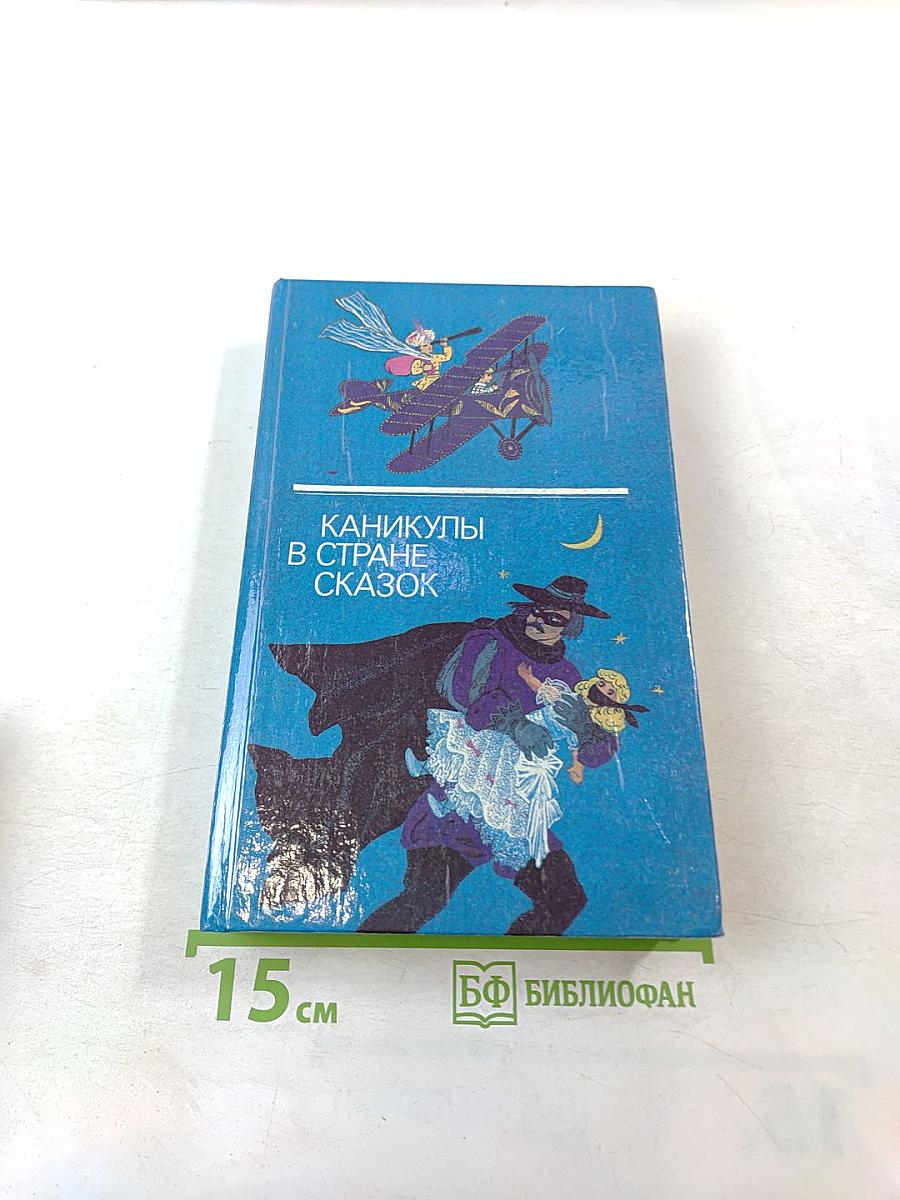 КАНИКУЛЫ
В СТРАНЕ
СКАЗОК
15 см
БФ БИБЛИОФАН